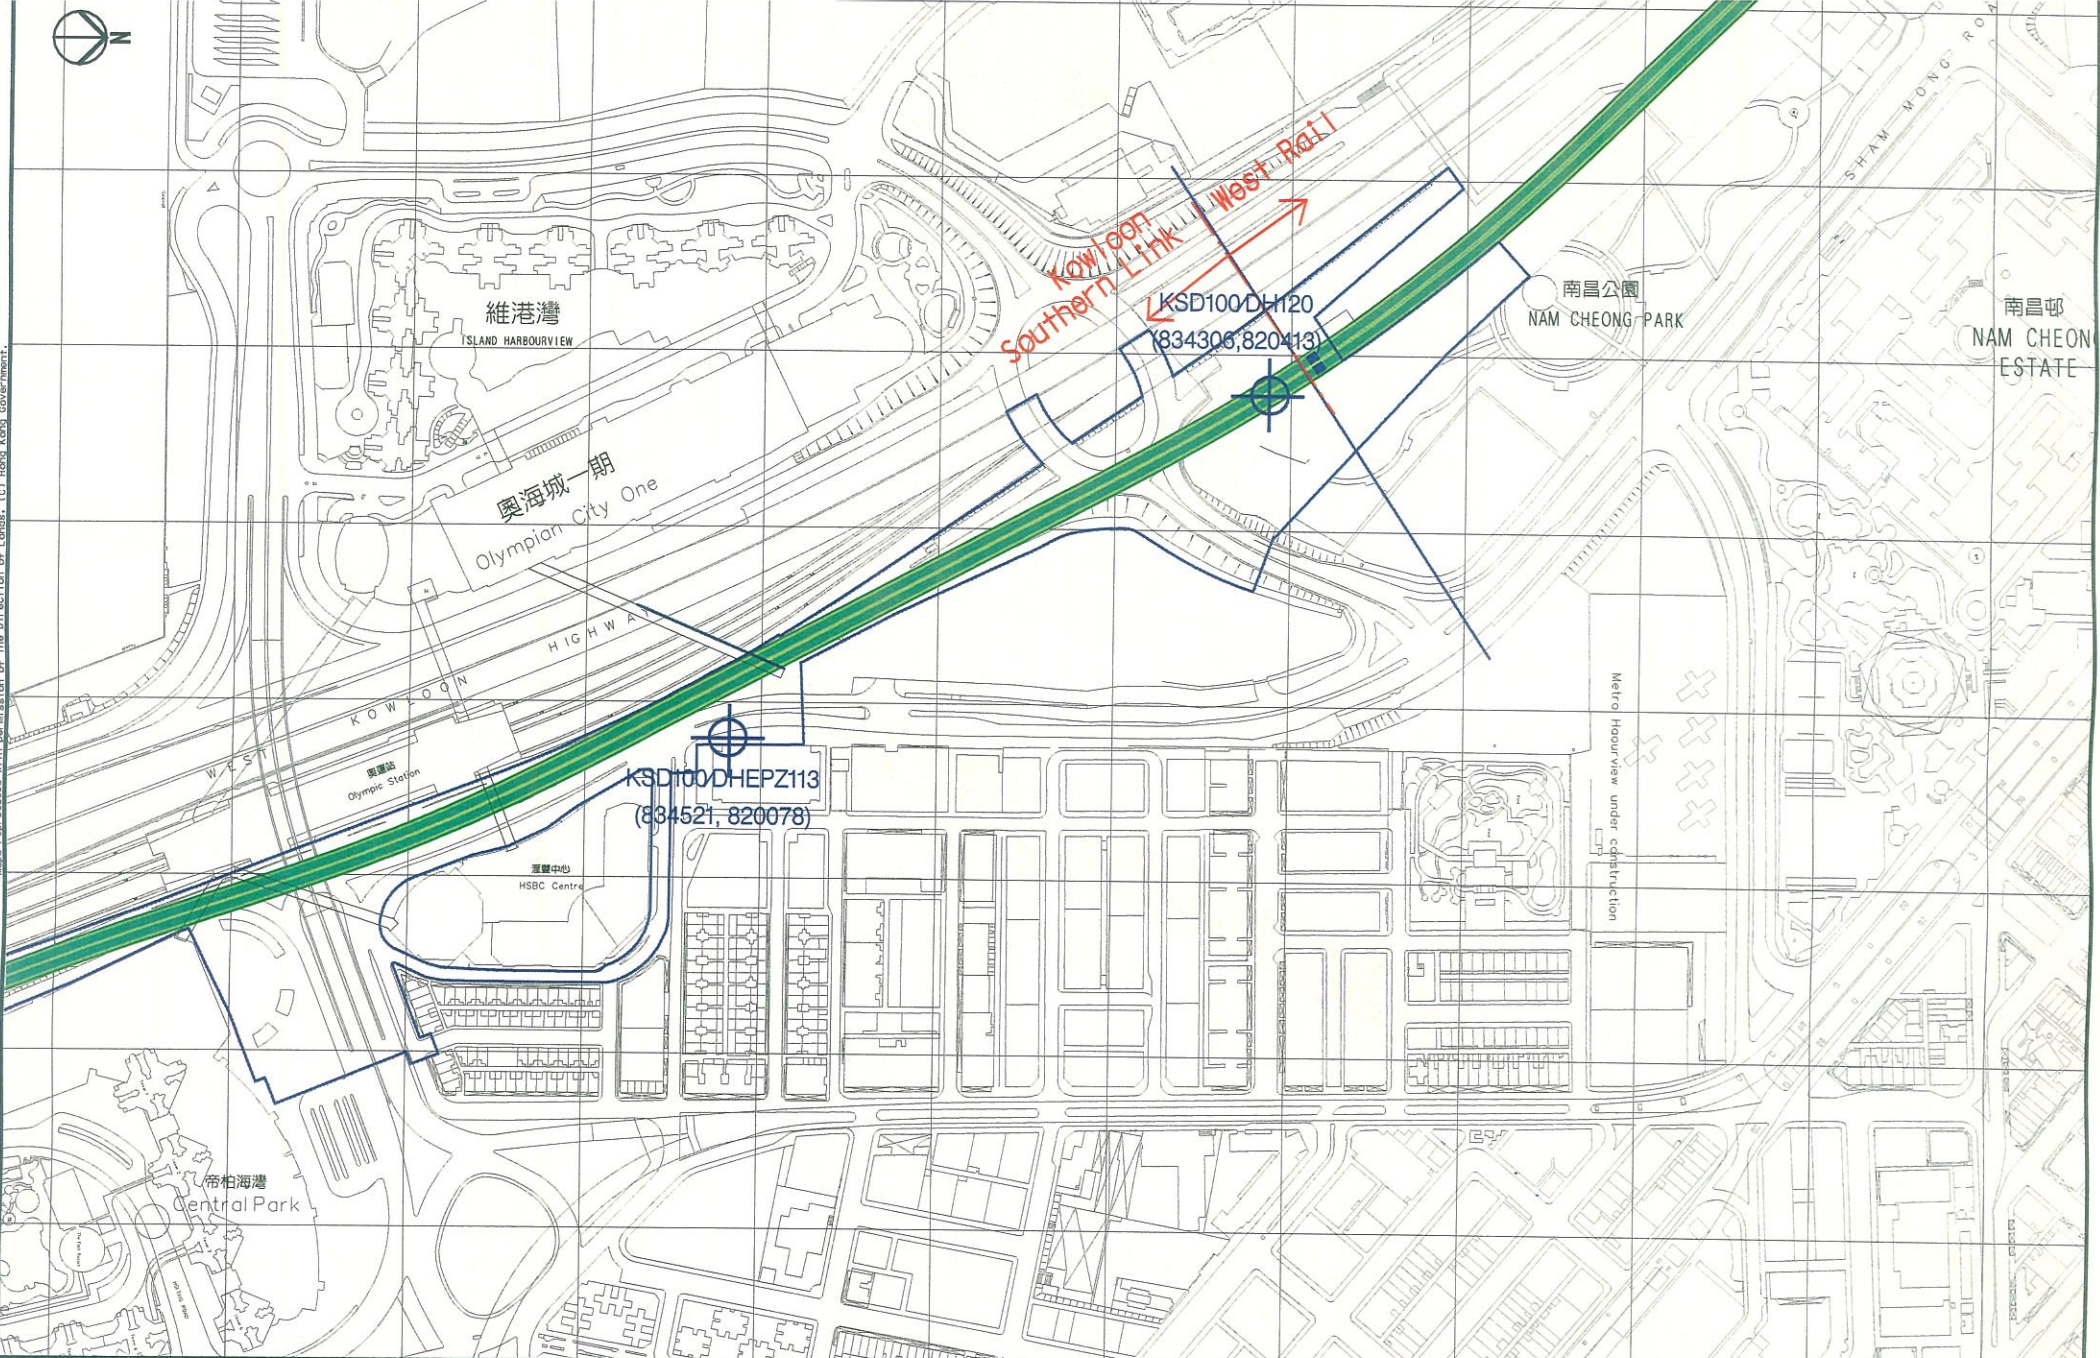 N
SHAM MONG ROA
West Rail
Kowloon
Southern Link
KSD100/DH120
(834306,820413)
南昌公園
NAM CHEONG PARK
南昌邨
NAM CHEON
ESTATE
維港灣
ISLAND HARBOURVIEW
奧海城一期
Olympian City One
WEST KOWLOON HIGHWAY
奧運站
Olympic Station
KSD100/DHEPZ113
(834521, 820078)
滙豐中心
HSBC Centre
Metro Haourview under construction
帝柏海灣
Central Park